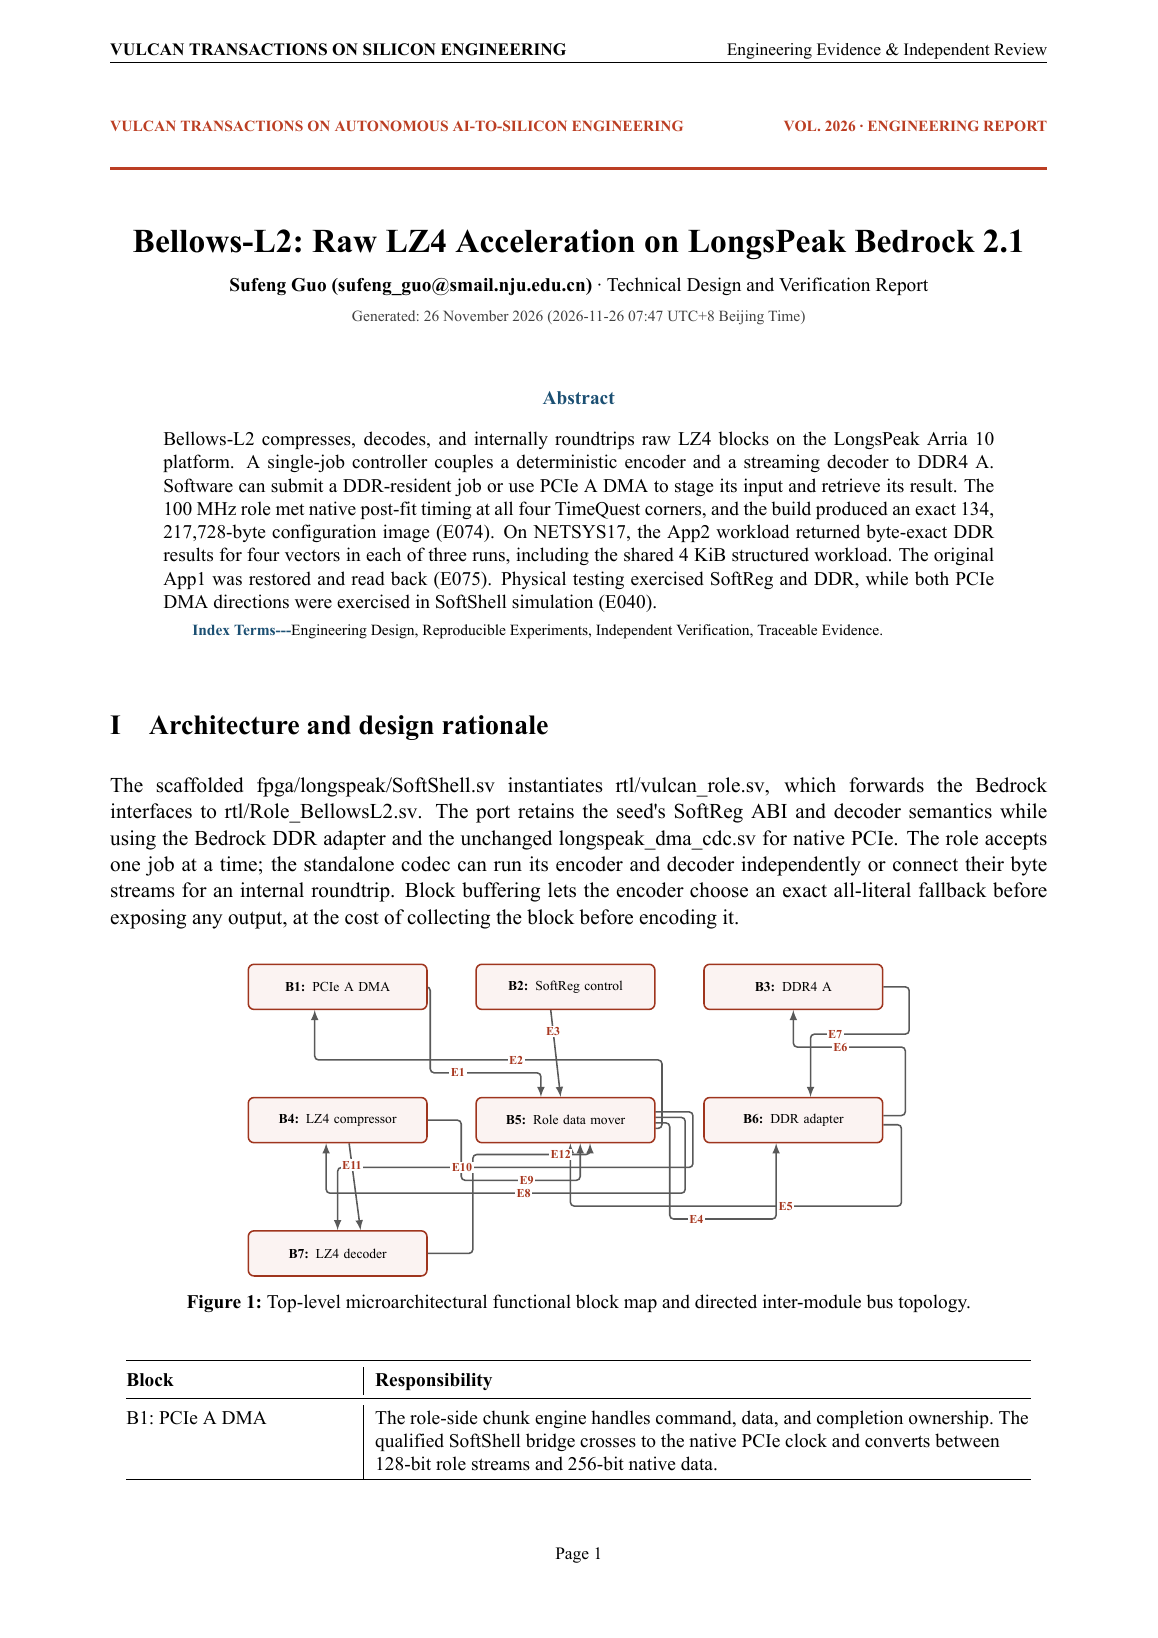 VULCAN TRANSACTIONS ON SILICON ENGINEERING Engineering Evidence & Independent Review
VULCAN TRANSACTIONS ON AUTONOMOUS AI-TO-SILICON ENGINEERING VOL. 2026 · ENGINEERING REPORT
Bellows-L2: Raw LZ4 Acceleration on LongsPeak Bedrock 2.1
Sufeng Guo (sufeng_guo@smail.nju.edu.cn) · Technical Design and Verification Report
Generated: 26 November 2026 (2026-11-26 07:47 UTC+8 Beijing Time)
Abstract
Bellows-L2 compresses, decodes, and internally roundtrips raw LZ4 blocks on the LongsPeak Arria 10
platform. A single-job controller couples a deterministic encoder and a streaming decoder to DDR4 A.
Software can submit a DDR-resident job or use PCIe A DMA to stage its input and retrieve its result. The
100 MHz role met native post-fit timing at all four TimeQuest corners, and the build produced an exact 134,
217,728-byte configuration image (E074). On NETSYS17, the App2 workload returned byte-exact DDR
results for four vectors in each of three runs, including the shared 4 KiB structured workload. The original
App1 was restored and read back (E075). Physical testing exercised SoftReg and DDR, while both PCIe
DMA directions were exercised in SoftShell simulation (E040).
Index Terms---Engineering Design, Reproducible Experiments, Independent Verification, Traceable Evidence.
I Architecture and design rationale
The scaffolded fpga/longspeak/SoftShell.sv instantiates rtl/vulcan_role.sv, which forwards the Bedrock
interfaces to rtl/Role_BellowsL2.sv. The port retains the seed's SoftReg ABI and decoder semantics while
using the Bedrock DDR adapter and the unchanged longspeak_dma_cdc.sv for native PCIe. The role accepts
one job at a time; the standalone codec can run its encoder and decoder independently or connect their byte
streams for an internal roundtrip. Block buffering lets the encoder choose an exact all-literal fallback before
exposing any output, at the cost of collecting the block before encoding it.
B1: PCIe A DMA B2: SoftReg control B3: DDR4 A
E3
E7
E6
E2
E1
B4: LZ4 compressor B5: Role data mover B6: DDR adapter
E12
E11 E10
E9
E8
E5
E4
B7: LZ4 decoder
Figure 1: Top-level microarchitectural functional block map and directed inter-module bus topology.
Block Responsibility
B1: PCIe A DMA The role-side chunk engine handles command, data, and completion ownership. The
qualified SoftShell bridge crosses to the native PCIe clock and converts between
128-bit role streams and 256-bit native data.
Page 1